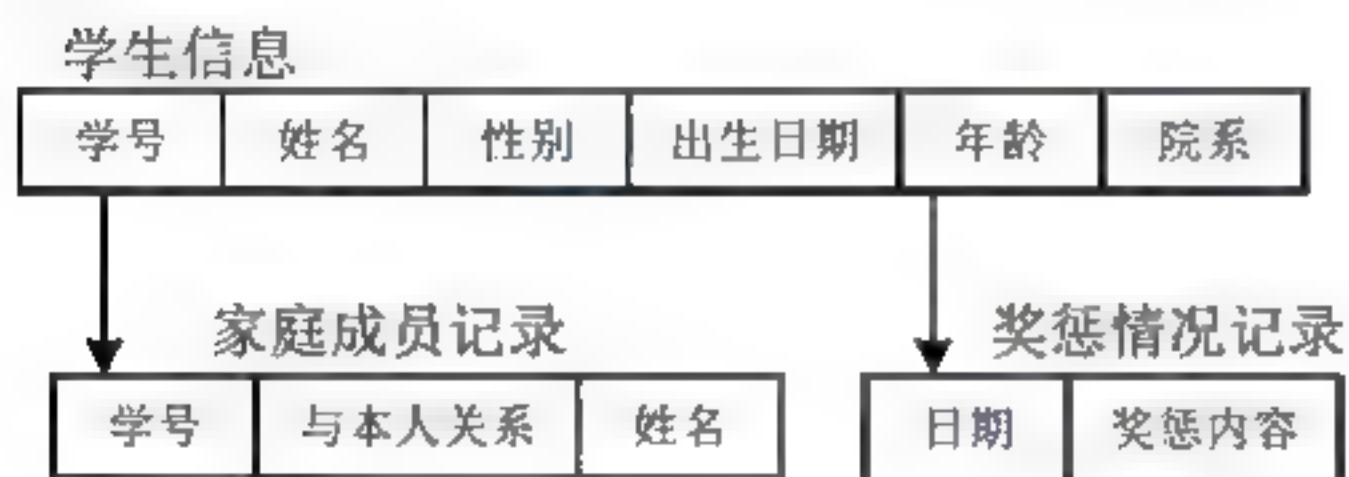 学生信息
学号 姓名 性别 出生日期 年龄 院系
家庭成员记录 奖惩情况记录
学号 与本人关系 姓名 日期 奖惩内容